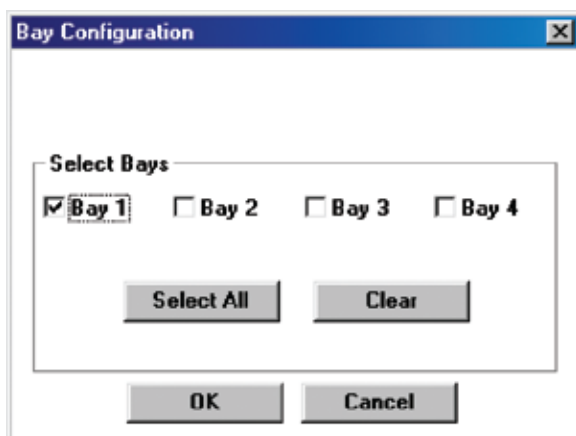 Bay Configuration
Select Bays
Bay 1 Bay 2 Bay 3 Bay 4
Select All Clear
OK Cancel